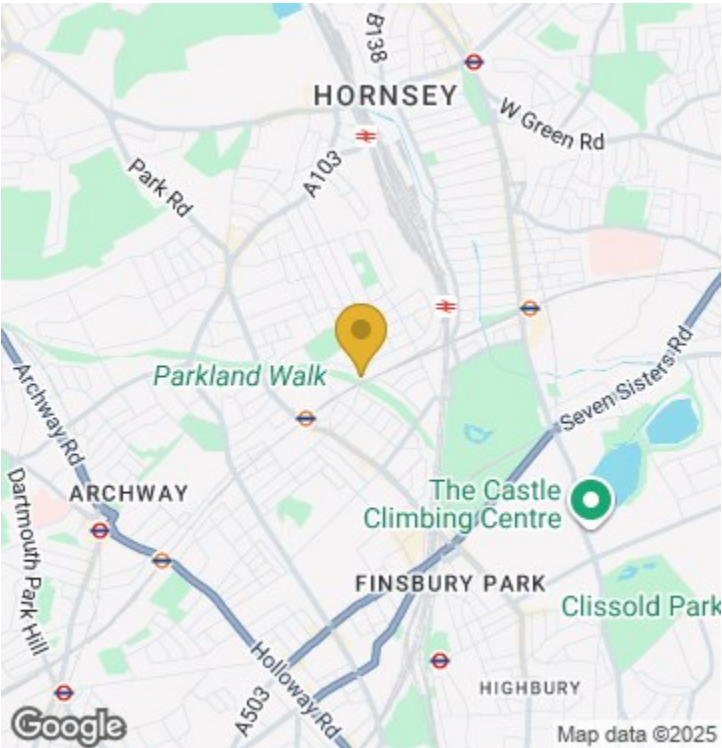 B138
HORNSEY
W Green Rd
A103
Park Rd
Parkland Walk
Seven Sisters Rd
Archway Rd
ARCHWAY
The Castle
Climbing Centre
Dartmouth Park Hill
FINSBURY PARK
Clissold Park
Holloway Rd
HIGHBURY
A503
Google
Map data ©2025